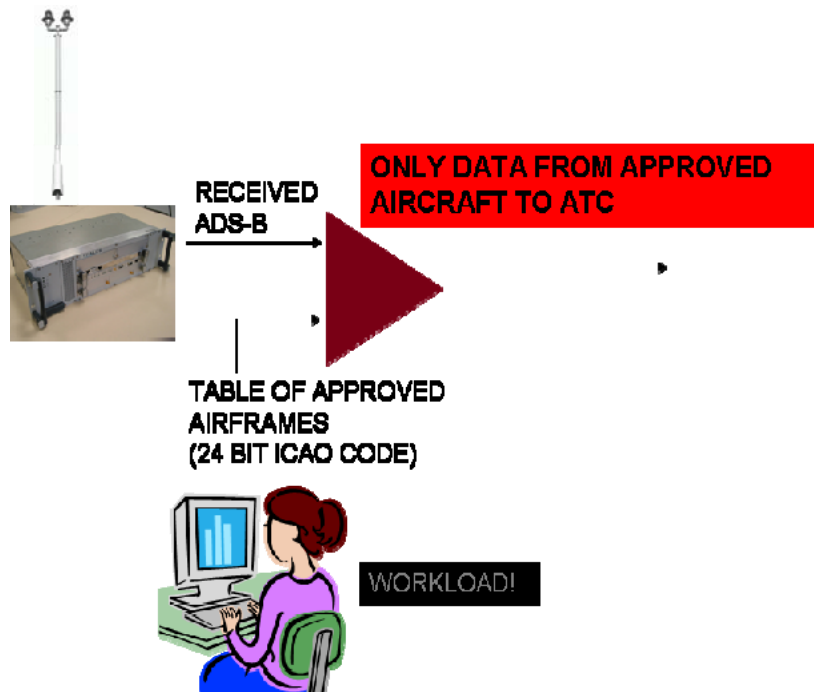 ONLY DATA FROM APPROVED
AIRCRAFT TO ATC
RECEIVED
ADS-B
TABLE OF APPROVED
AIRFRAMES
(24 BIT ICAO CODE)
WORKLOAD!